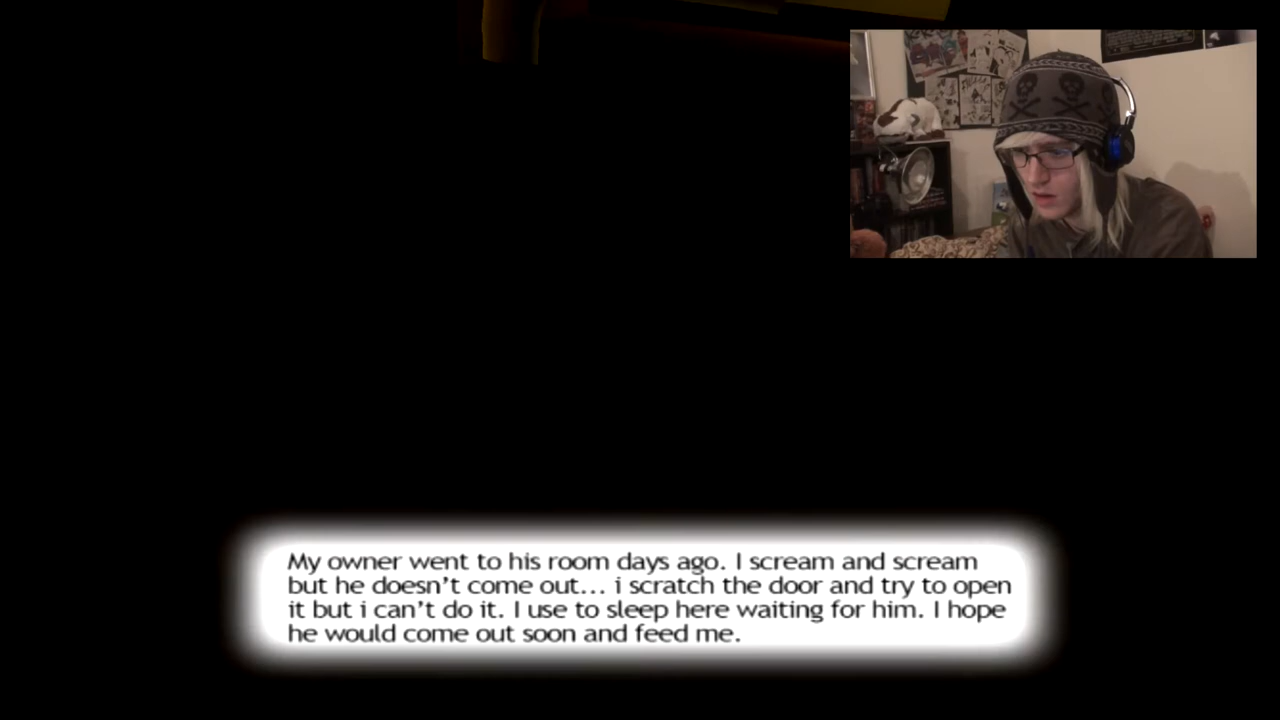 My owner went to his room days ago. I scream and scream
but he doesn't come out... i scratch the door and try to open
it but i can't do it. I use to sleep here waiting for him. I hope
he would come out soon and feed me.